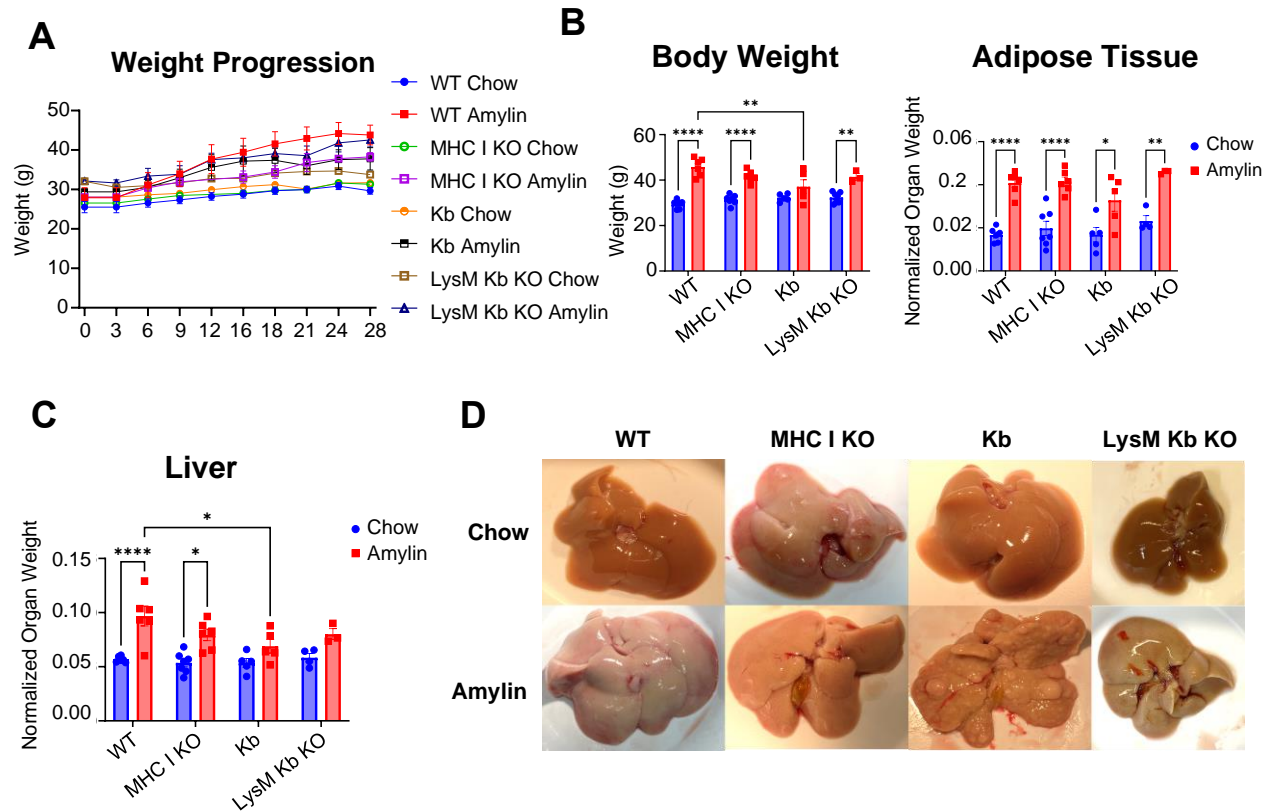 A
Weight Progression
Weight (g)
50
40
30
20
10
0
0 3 6 9 12 16 18 21 24 28
WT Chow
WT Amylin
MHC I KO Chow
MHC I KO Amylin
Kb Chow
Kb Amylin
LysM Kb KO Chow
LysM Kb KO Amylin
B
Body Weight
Weight (g)
60
40
20
0
**
**** **** **
WT MHC I KO Kb LysM Kb KO
Adipose Tissue
Normalized Organ Weight
0.06
0.2
0.02
0.00
**** **** * **
WT MHC I KO Kb LysM Kb KO
Chow
Amylin
C
Liver
Normalized Organ Weight
0.15
0.10
0.05
0.00
*
**** *
WT MHC I KO Kb LysM Kb KO
Chow
Amylin
D
WT MHC I KO Kb LysM Kb KO
Chow
Amylin